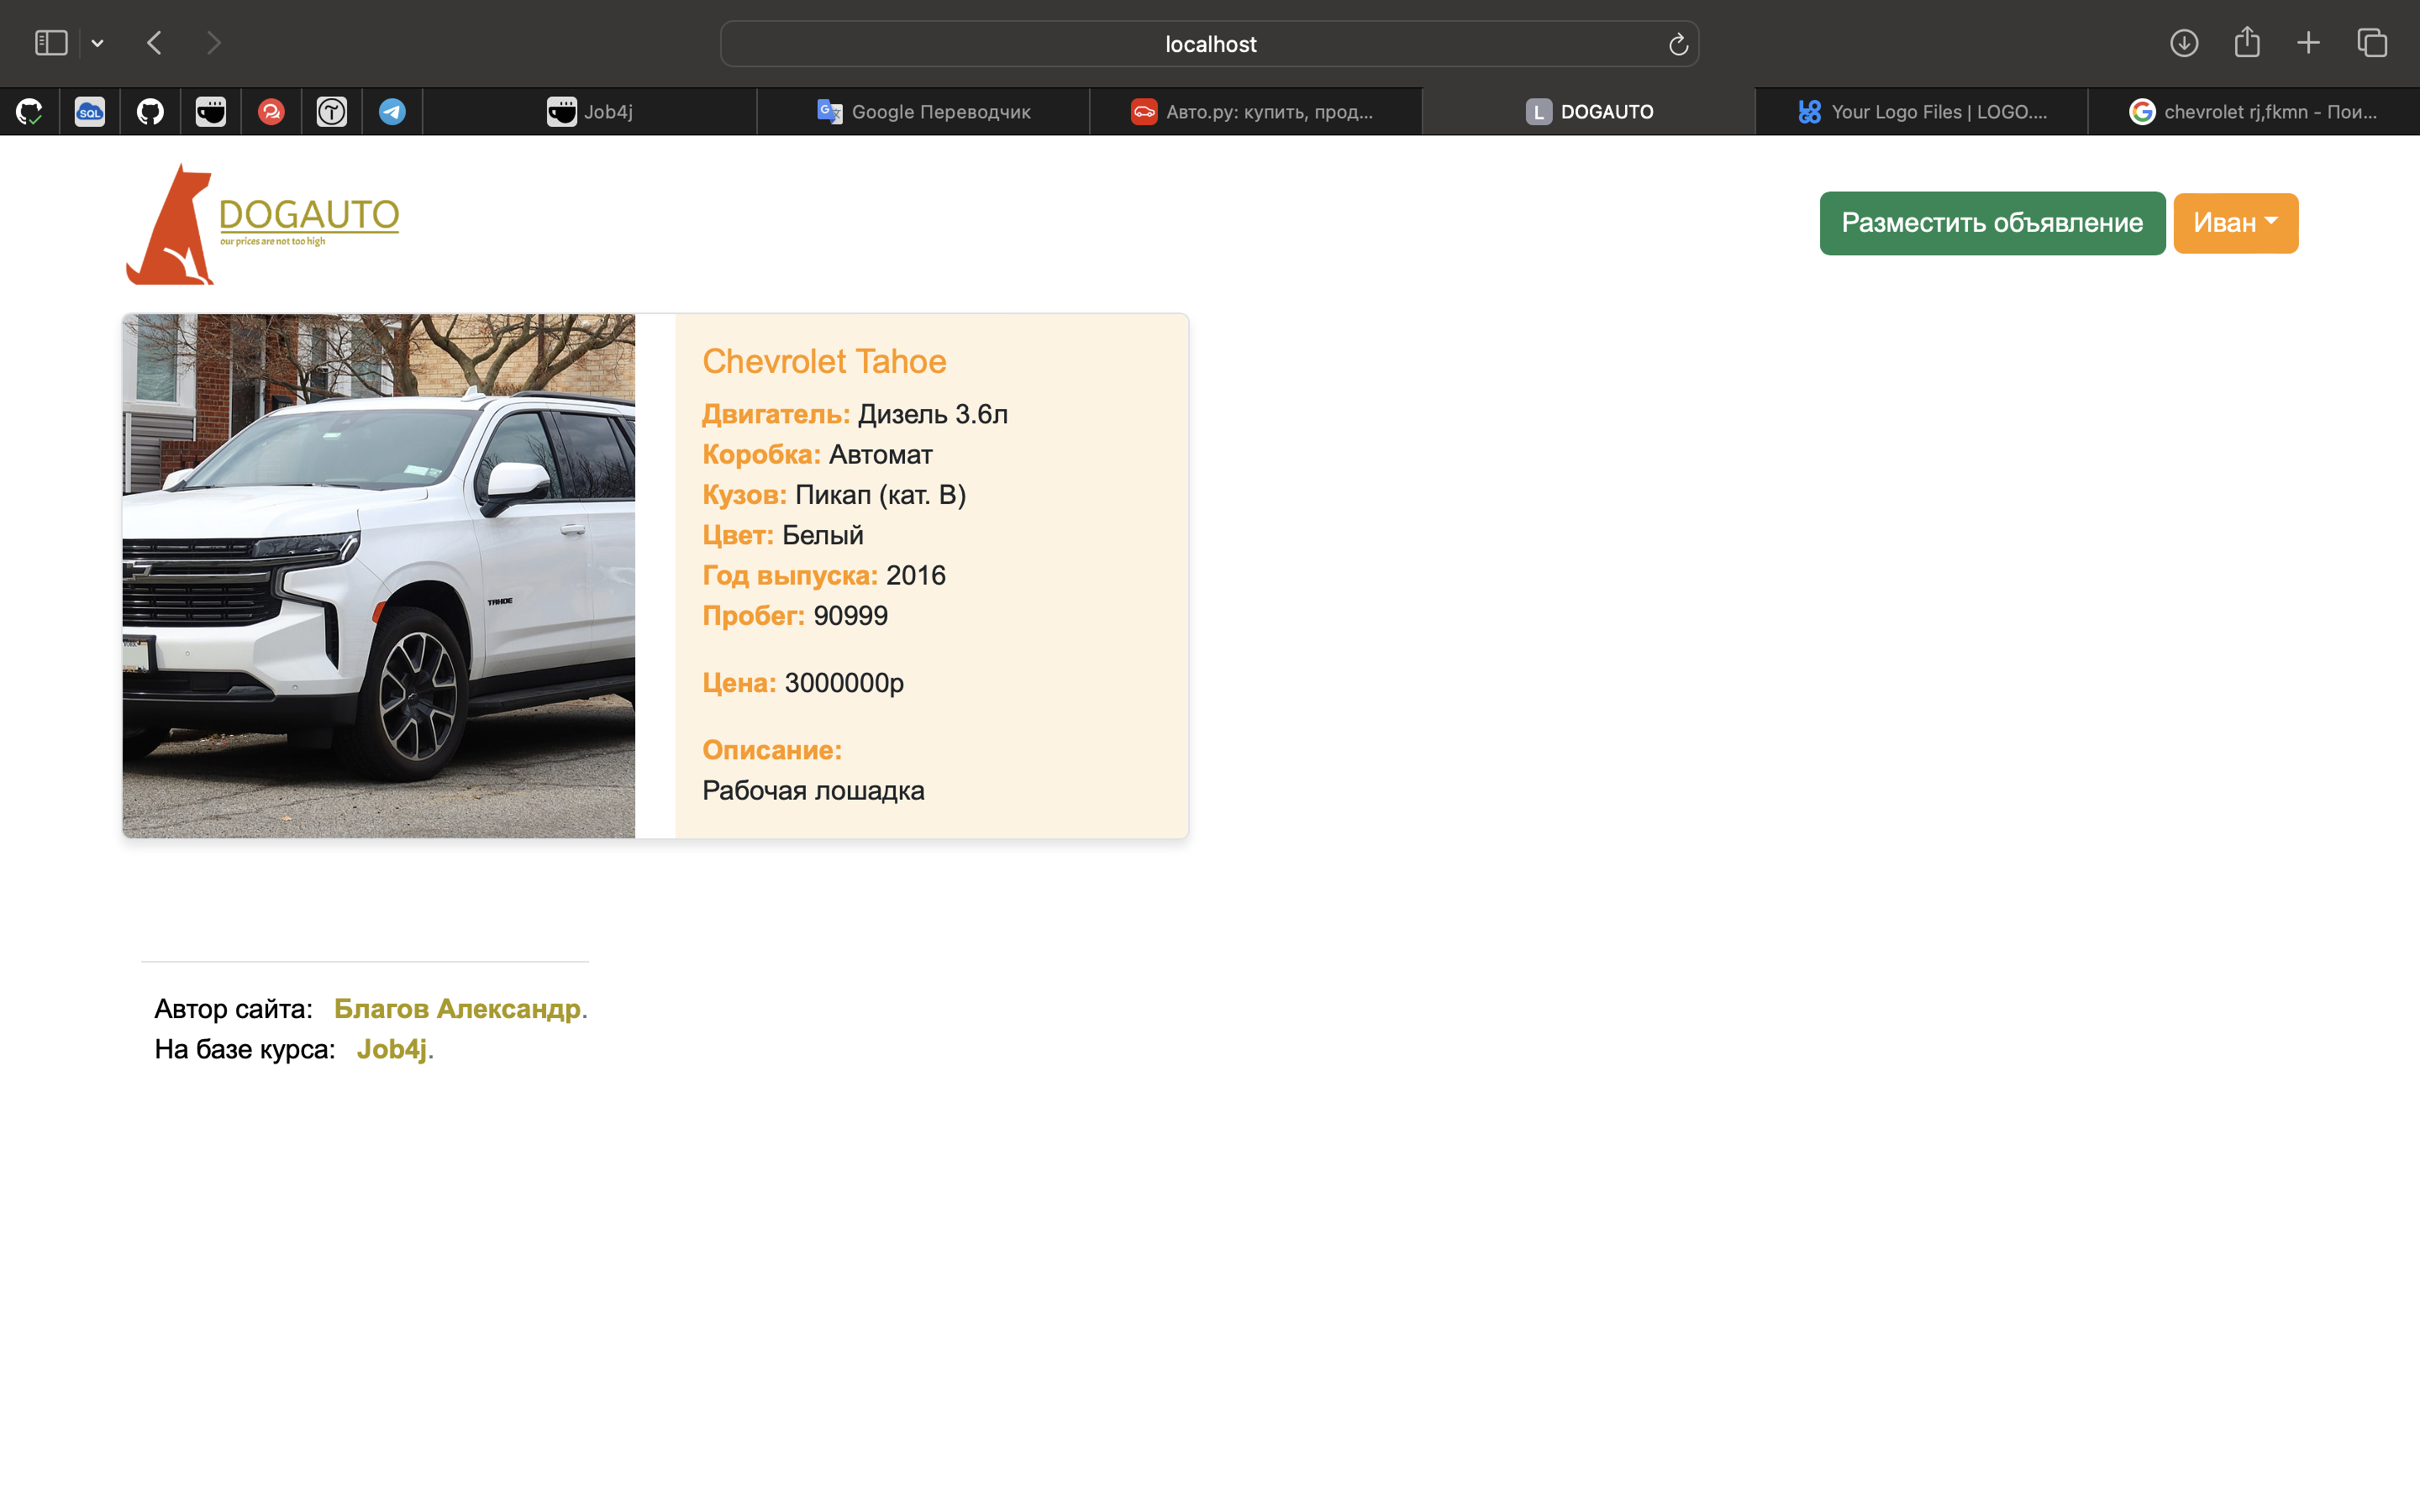 localhost
SQL
Job4j
Google Переводчик
Авто.ру: купить, прод...
L DOGAUTO
Your Logo Files | LOGO....
chevrolet rj,fkmn - Пои...
DOGAUTO
our prices are not too high
Разместить объявление
Иван
TAHOE
Chevrolet Tahoe
Двигатель: Дизель 3.6л
Коробка: Автомат
Кузов: Пикап (кат. B)
Цвет: Белый
Год выпуска: 2016
Пробег: 90999
Цена: 3000000р
Описание:
Рабочая лошадка
Автор сайта: Благов Александр.
На базе курса: Job4j.